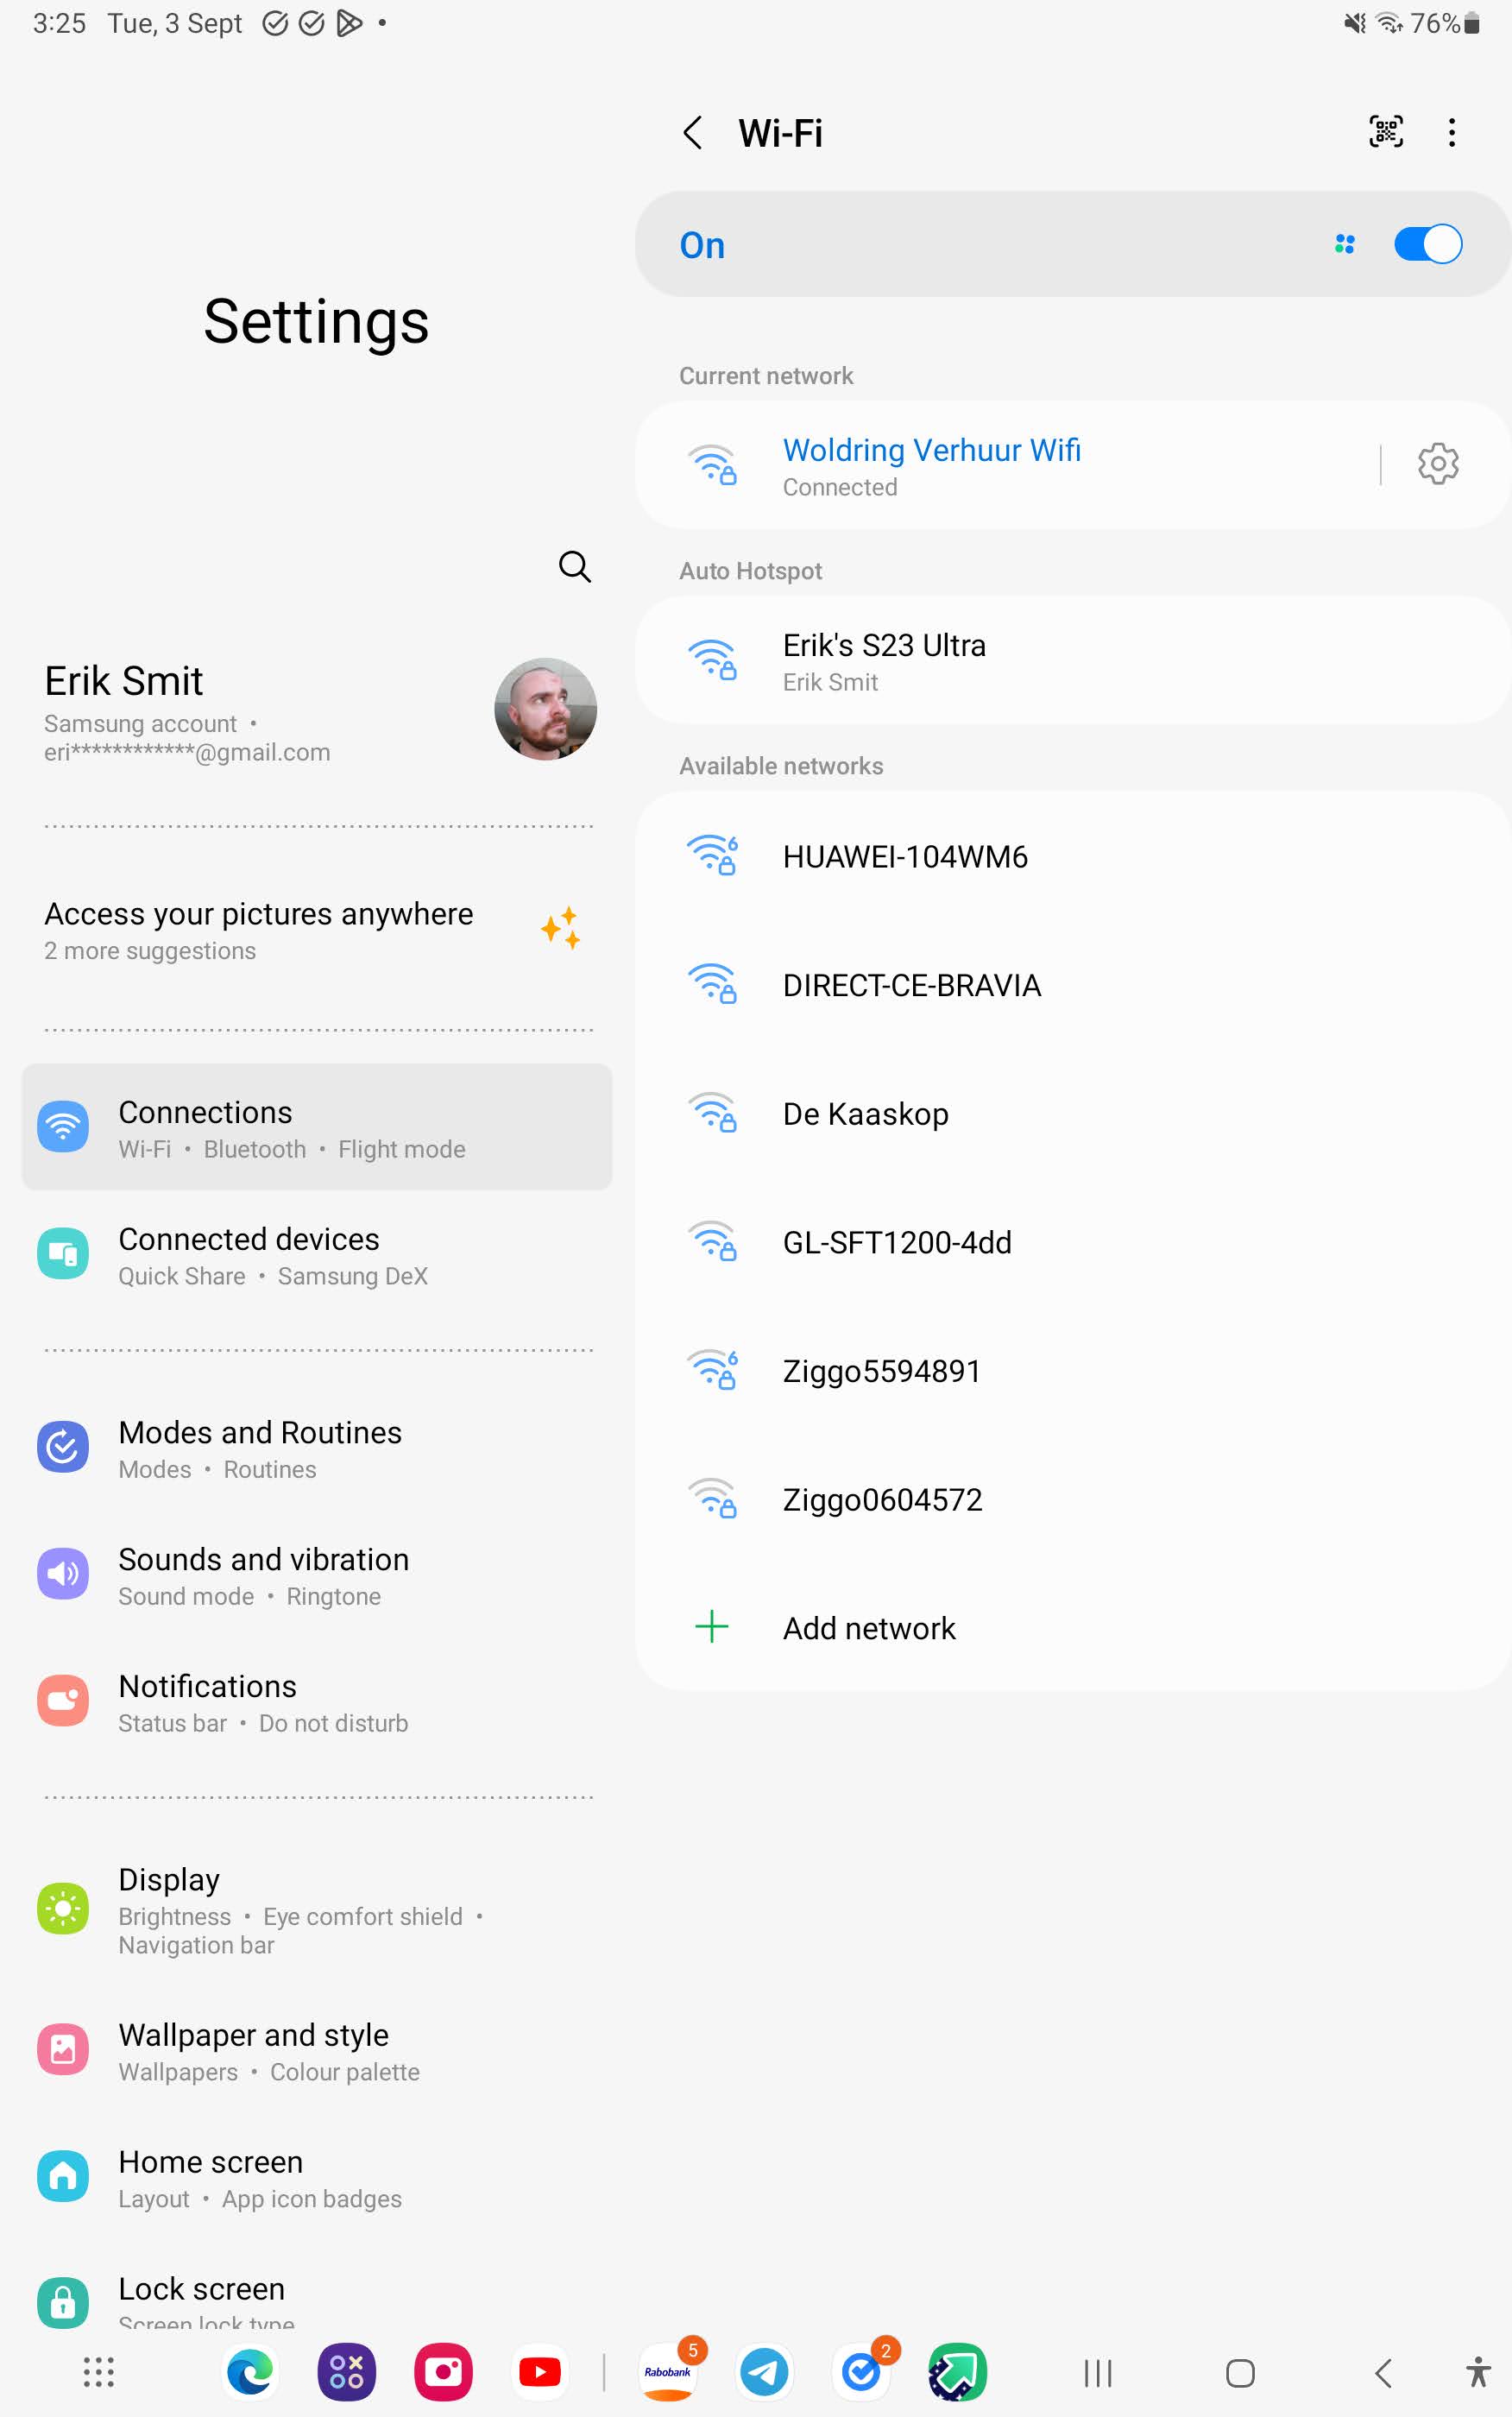 3:25 Tue, 3 Sept
76%
Settings
Erik Smit
Samsung account •
eri************@gmail.com
Access your pictures anywhere
2 more suggestions
Connections
Wi-Fi • Bluetooth • Flight mode
Connected devices
Quick Share • Samsung DeX
Modes and Routines
Modes • Routines
Sounds and vibration
Sound mode • Ringtone
Notifications
Status bar • Do not disturb
Display
Brightness • Eye comfort shield •
Navigation bar
Wallpaper and style
Wallpapers • Colour palette
Home screen
Layout • App icon badges
Lock screen
Screen lock type
Wi-Fi
On
Current network
Woldring Verhuur Wifi
Connected
Auto Hotspot
Erik's S23 Ultra
Erik Smit
Available networks
6
HUAWEI-104WM6
DIRECT-CE-BRAVIA
De Kaaskop
GL-SFT1200-4dd
6
Ziggo5594891
Ziggo0604572
Add network
5
Rabobank
2